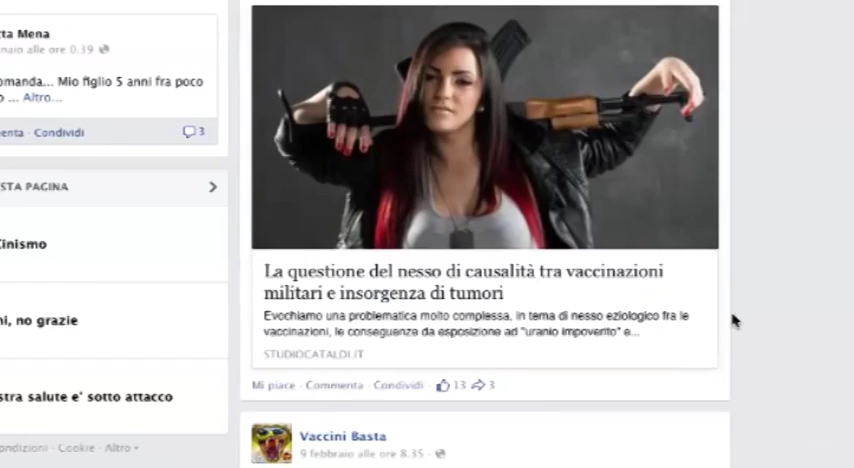 tta Mena
naio alle ore 0.39
omanda... Mio figlio 5 anni fra poco
o ... Altro...
enta · Condividi 3
STA PAGINA
Cinismo
ni, no grazie
stra salute e' sotto attacco
ondizioni · Cookie · Altro
La questione del nesso di causalità tra vaccinazioni
militari e insorgenza di tumori
Evochiamo una problematica molto complessa, in tema di nesso eziologico fra le
vaccinazioni, le conseguenze da esposizione ad "uranio impoverito" e...
STUDIOCATALDI.IT
Mi piace · Commenta · Condividi · 13 3
Vaccini Basta
9 febbraio alle ore 8.35 ·